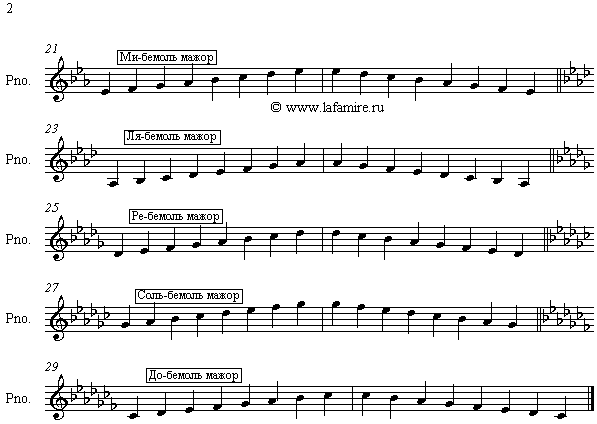 2
21
Ми-бемоль мажор
Pno.
© www.lafamire.ru
23
Ля-бемоль мажор
Pno.
25
Ре-бемоль мажор
Pno.
27
Соль-бемоль мажор
Pno.
29
До-бемоль мажор
Pno.